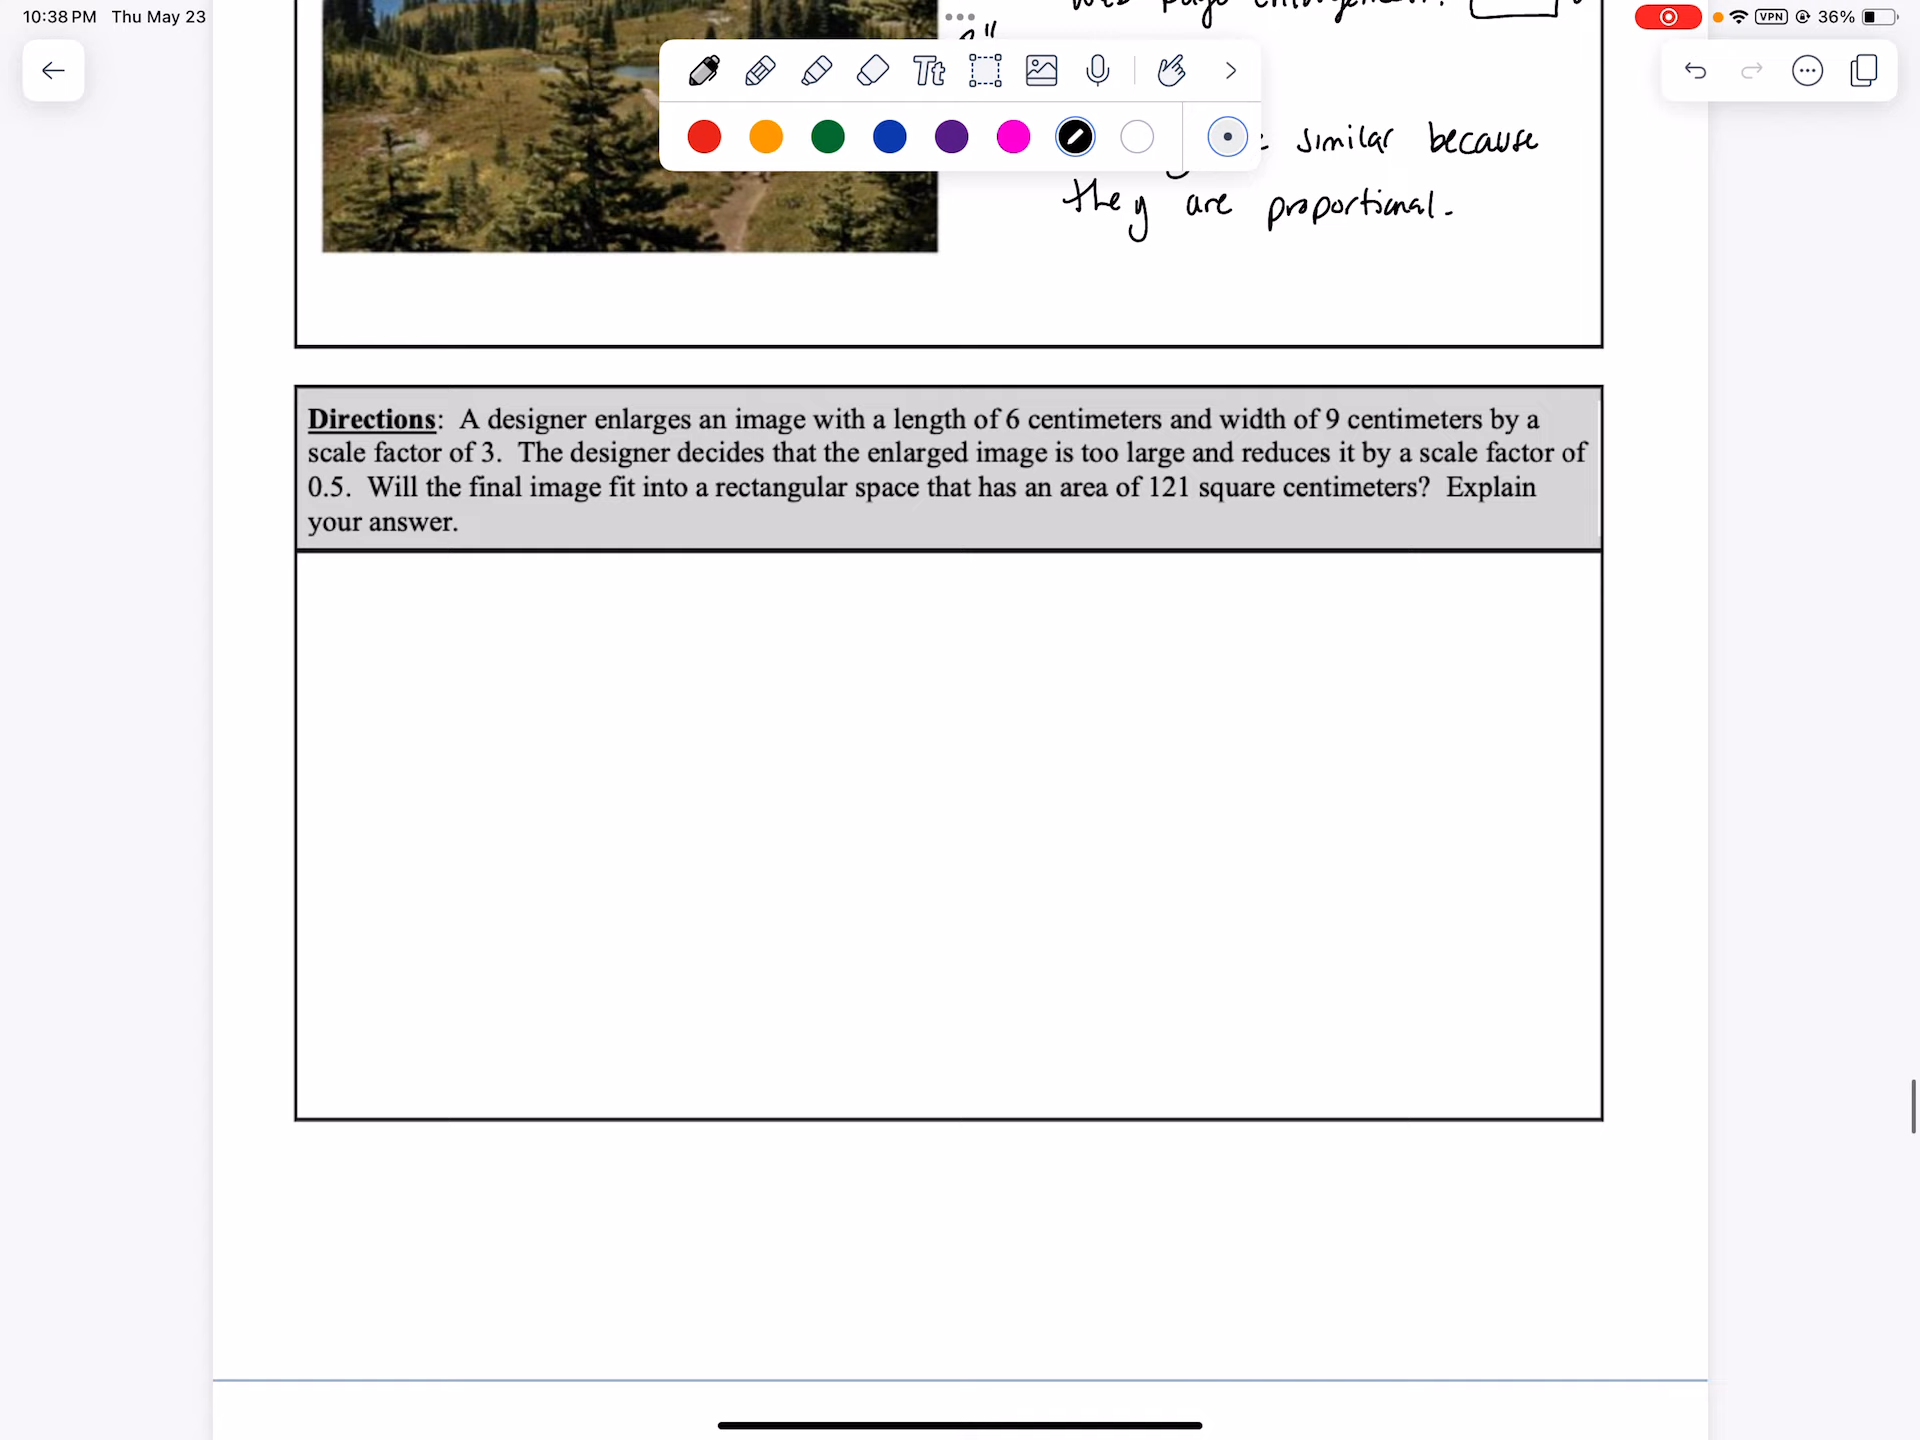 10:38 PM Thu May 23
VPN 36%
Tt
similar because
they are proportional.
Directions: A designer enlarges an image with a length of 6 centimeters and width of 9 centimeters by a
scale factor of 3. The designer decides that the enlarged image is too large and reduces it by a scale factor of
0.5. Will the final image fit into a rectangular space that has an area of 121 square centimeters? Explain
your answer.